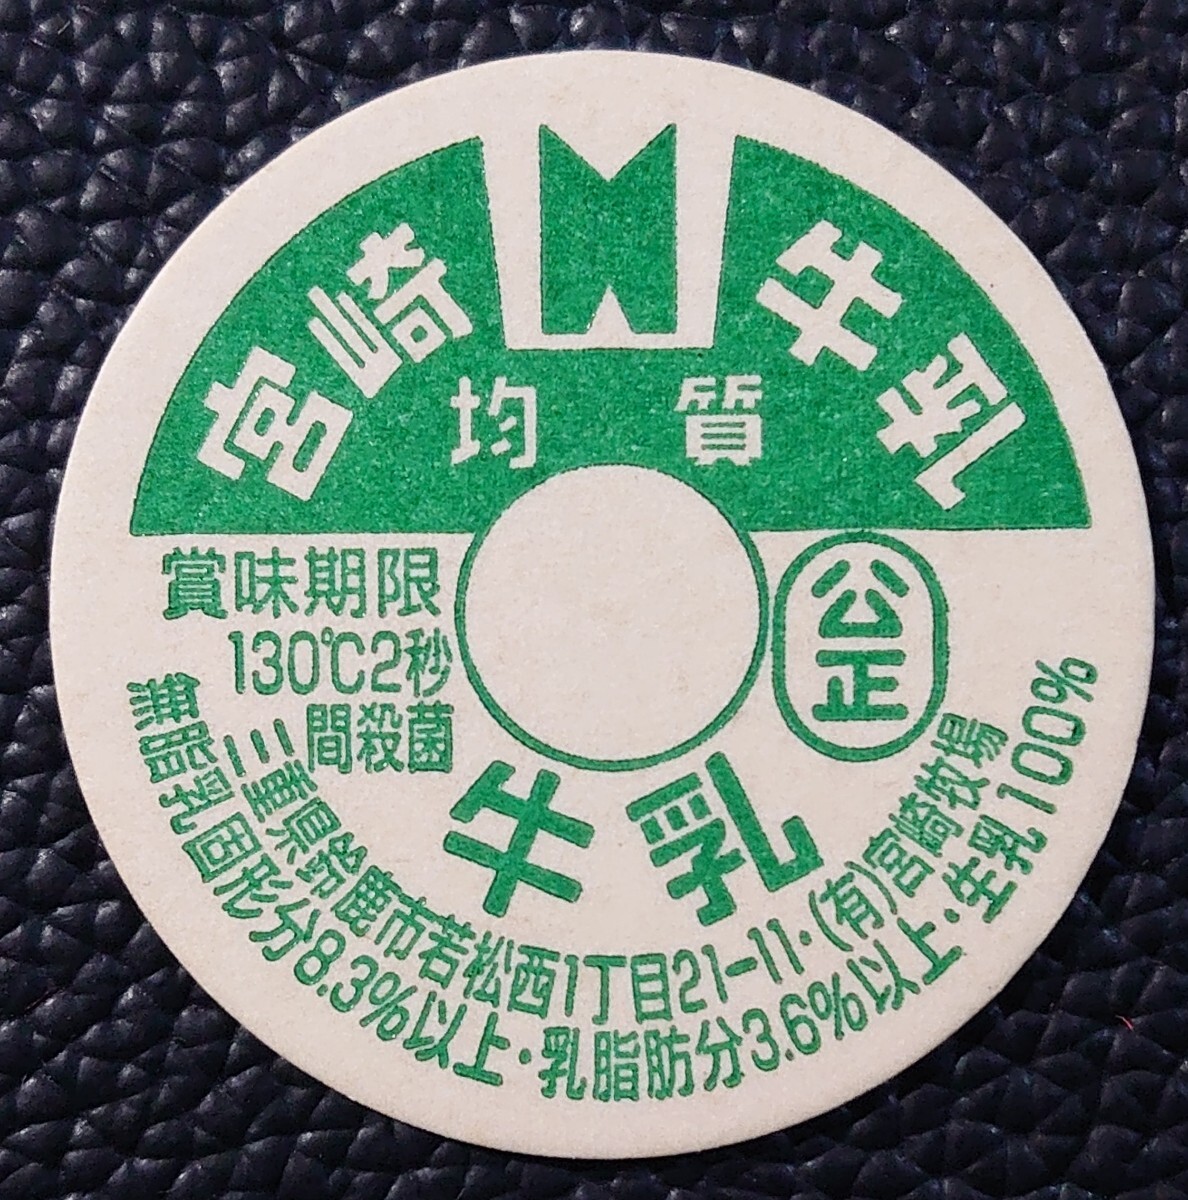 宮崎牛乳
均質
賞味期限
130℃2秒
間殺菌
公正
牛乳
三重県鈴鹿市若松西1丁目21-11・(有)宮崎牧場
無脂乳固形分8.3%以上・乳脂肪分3.6%以上・生乳100%